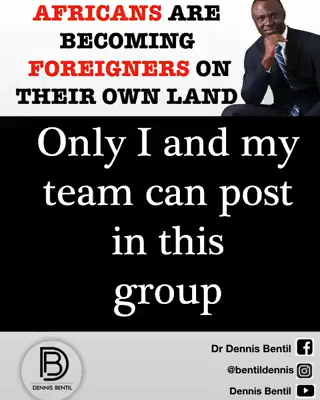 AFRICANS ARE
BECOMING
FOREIGNERS ON
THEIR OWN LAND
Only I and my
team can post
in this
group
DENNIS BENTIL
Dr Dennis Bentil
@bentildennis
Dennis Bentil